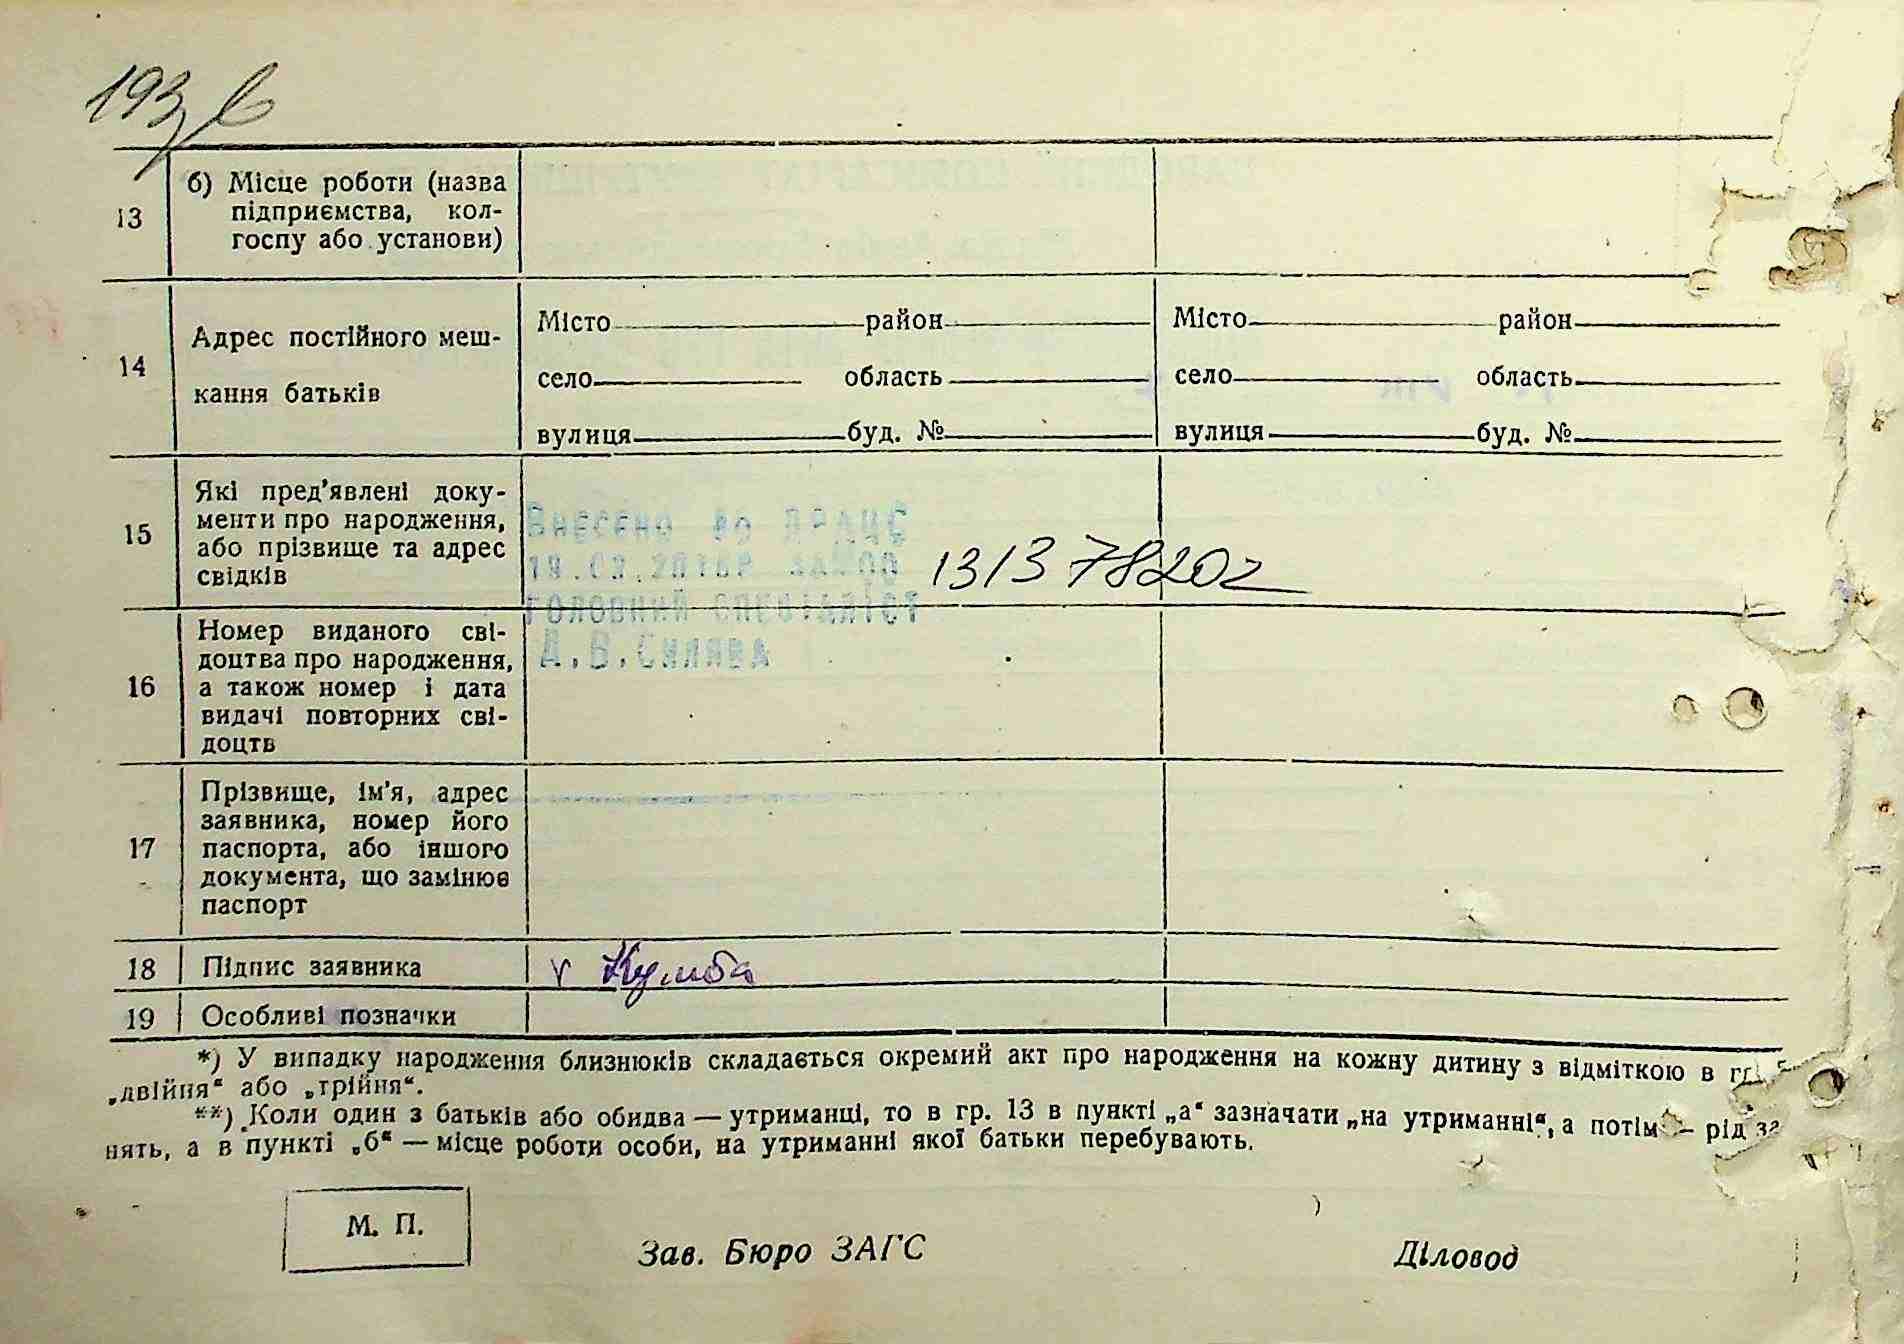 193
13
б) Місце роботи (назва
підприємства, кол-
госпу або установи)
14
Адрес постійного меш-
кання батьків
Місто район
село область
вулиця буд. №
Місто район
село область
вулиця буд. №
15
Які пред'явлені доку-
менти про народження,
або прізвище та адрес
свідків
Внесено до ДРАЦС
головний спеціаліст
В.Силява
16
Номер виданого сві-
доцтва про народження,
а також номер і дата
видачі повторних сві-
доцтв
17
Прізвище, ім'я, адрес
заявника, номер його
паспорта, або іншого
документа, що замінює
паспорт
18 Підпис заявника
19 Особливі позначки
*) У випадку народження близнюків складається окремий акт про народження на кожну дитину з відміткою в гр. 5
„двійня“ або „трійня“.
**) Коли один з батьків або обидва — утриманці, то в гр. 13 в пункті „а“ зазначати „на утриманні“, а потім — рід за
нять, а в пункті „б“ — місце роботи особи, на утриманні якої батьки перебувають.
М. П.
Зав. Бюро ЗАГС
Діловод